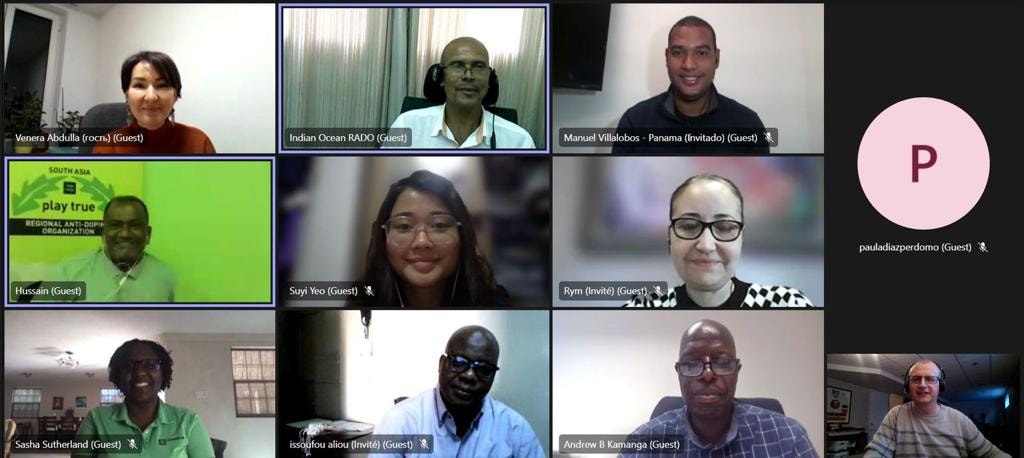 Venera Abdulla (гость) (Guest)
Indian Ocean RADO (Guest)
Manuel Villalobos - Panama (Invitado) (Guest)
P
pauladiazperdomo (Guest)
SOUTH ASIA
play true
REGIONAL ANTI-DOPIN
ORGANIZATION
Hussain (Guest)
Suyi Yeo (Guest)
Rym (Invité) (Guest)
Sasha Sutherland (Guest)
issoufou aliou (Invité) (Guest)
Andrew B Kamanga (Guest)